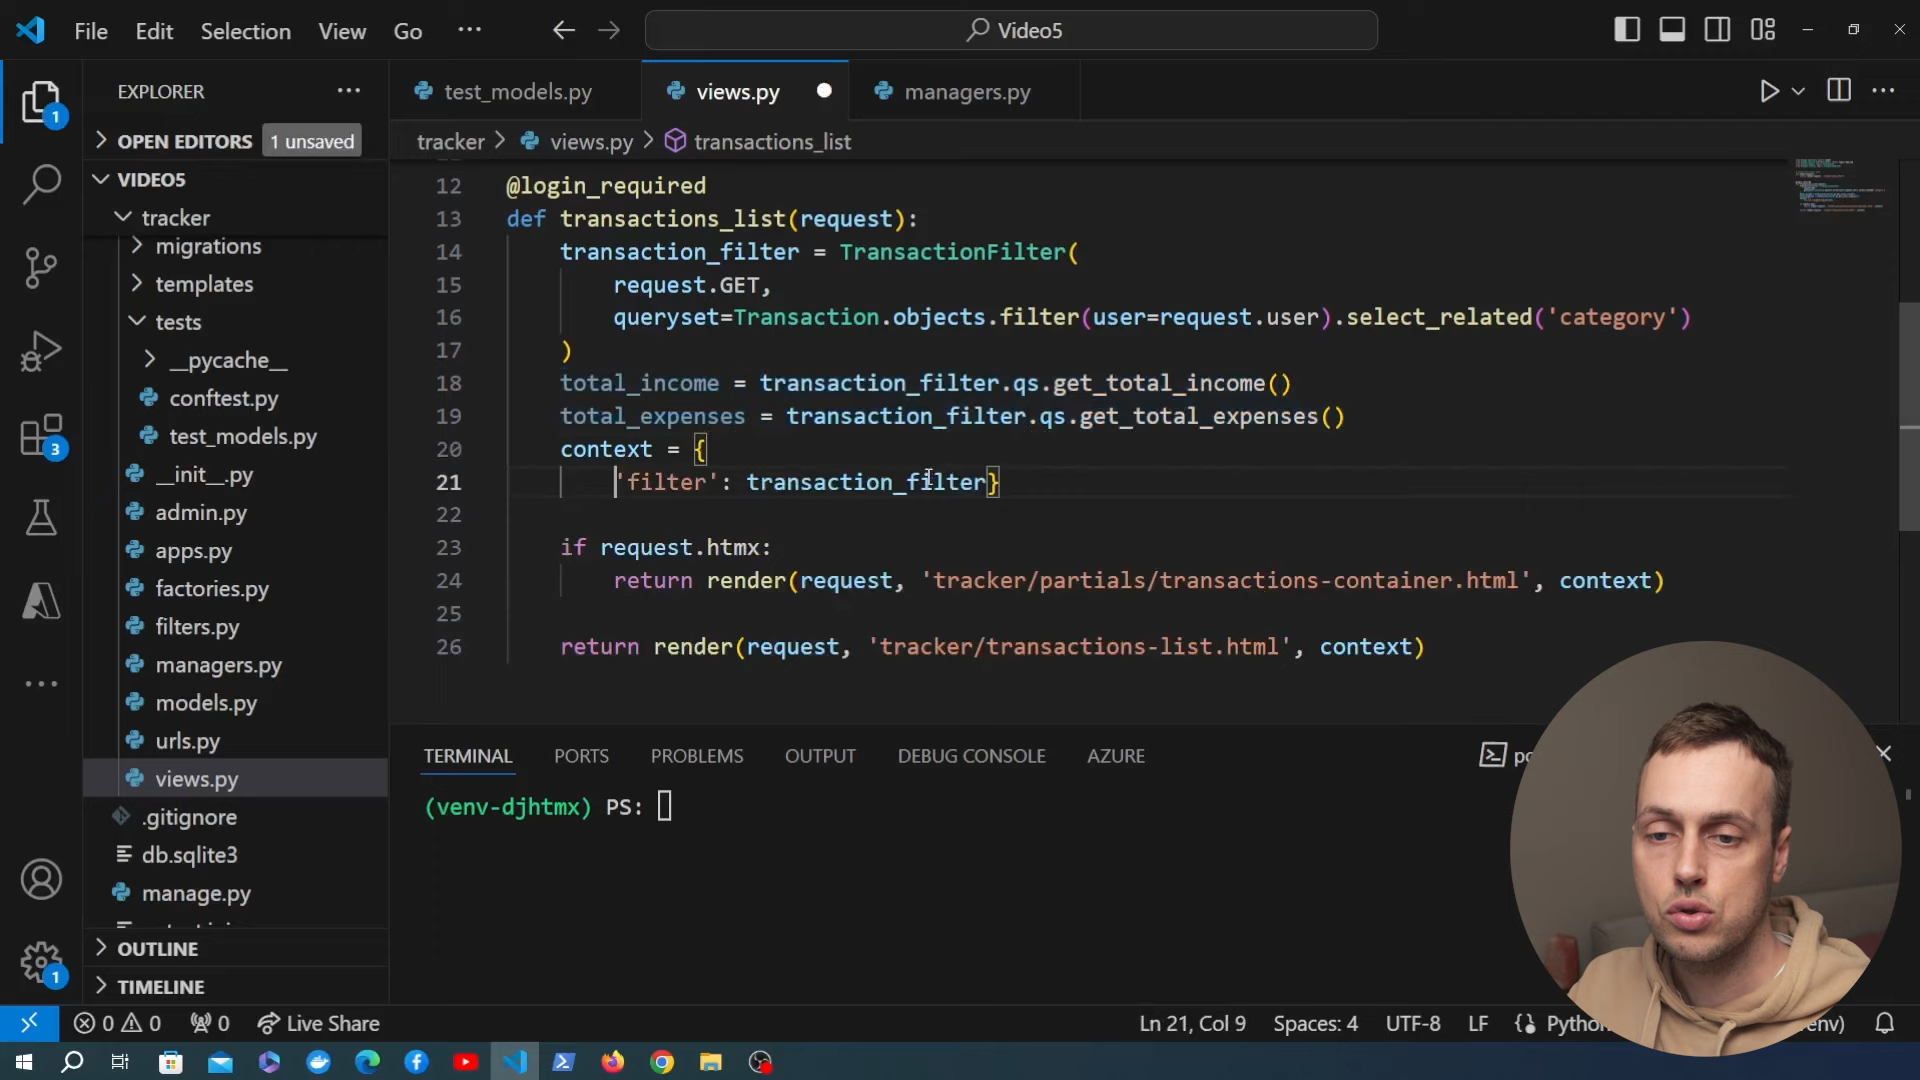 File Edit Selection View Go ··· Video5
EXPLORER ···
OPEN EDITORS 1 unsaved
VIDEO5
tracker
migrations
templates
tests
__pycache__
conftest.py
test_models.py
__init__.py
admin.py
apps.py
factories.py
filters.py
managers.py
models.py
urls.py
views.py
.gitignore
db.sqlite3
manage.py
OUTLINE
TIMELINE
1
3
1
test_models.py views.py managers.py
tracker > views.py > transactions_list
12 @login_required
13 def transactions_list(request):
14 transaction_filter = TransactionFilter(
15 request.GET,
16 queryset=Transaction.objects.filter(user=request.user).select_related('category')
17 )
18 total_income = transaction_filter.qs.get_total_income()
19 total_expenses = transaction_filter.qs.get_total_expenses()
20 context = {
21 'filter': transaction_filter}
22
23 if request.htmx:
24 return render(request, 'tracker/partials/transactions-container.html', context)
25
26 return render(request, 'tracker/transactions-list.html', context)
TERMINAL PORTS PROBLEMS OUTPUT DEBUG CONSOLE AZURE
(venv-djhtmx) PS:
0 0 0 Live Share Ln 21, Col 9 Spaces: 4 UTF-8 LF